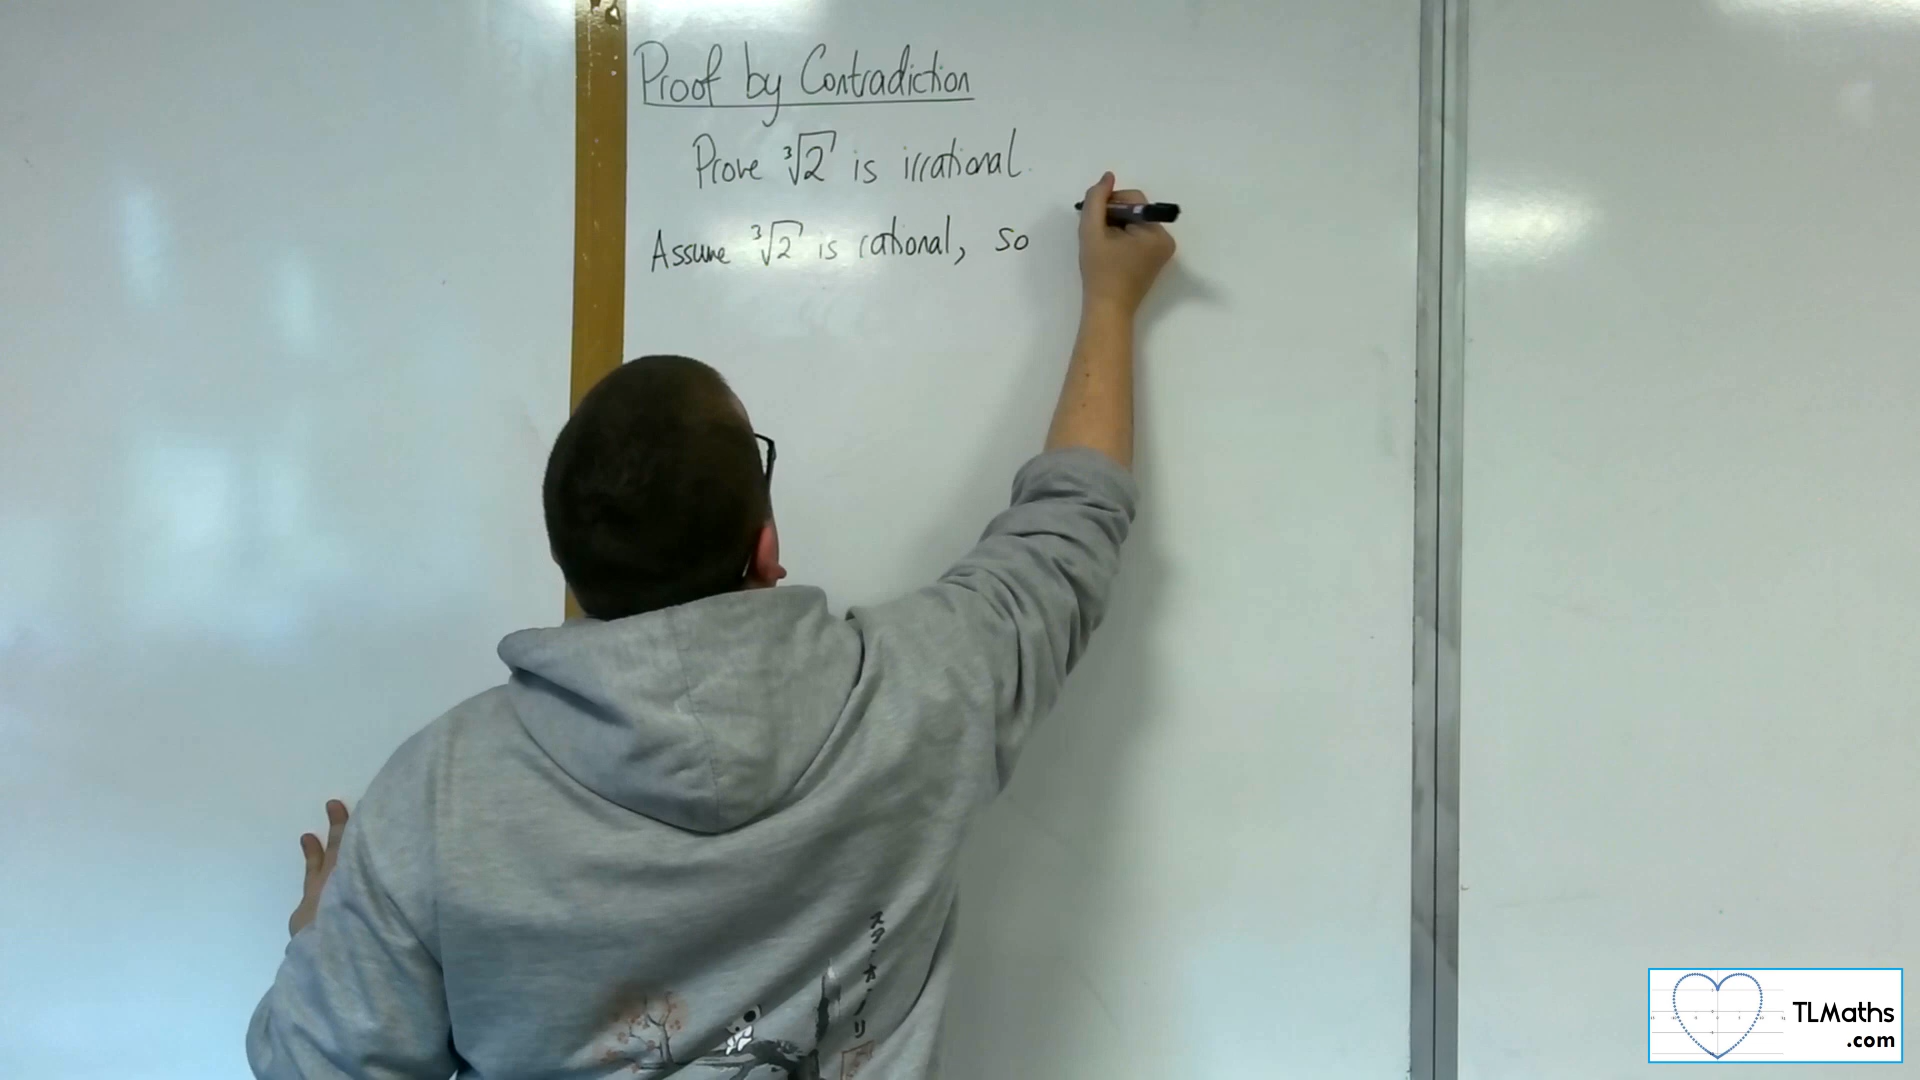 Proof by Contradiction
Prove ∛2 is irrational.
Assume ∛2 is rational, so
TLMaths
.com